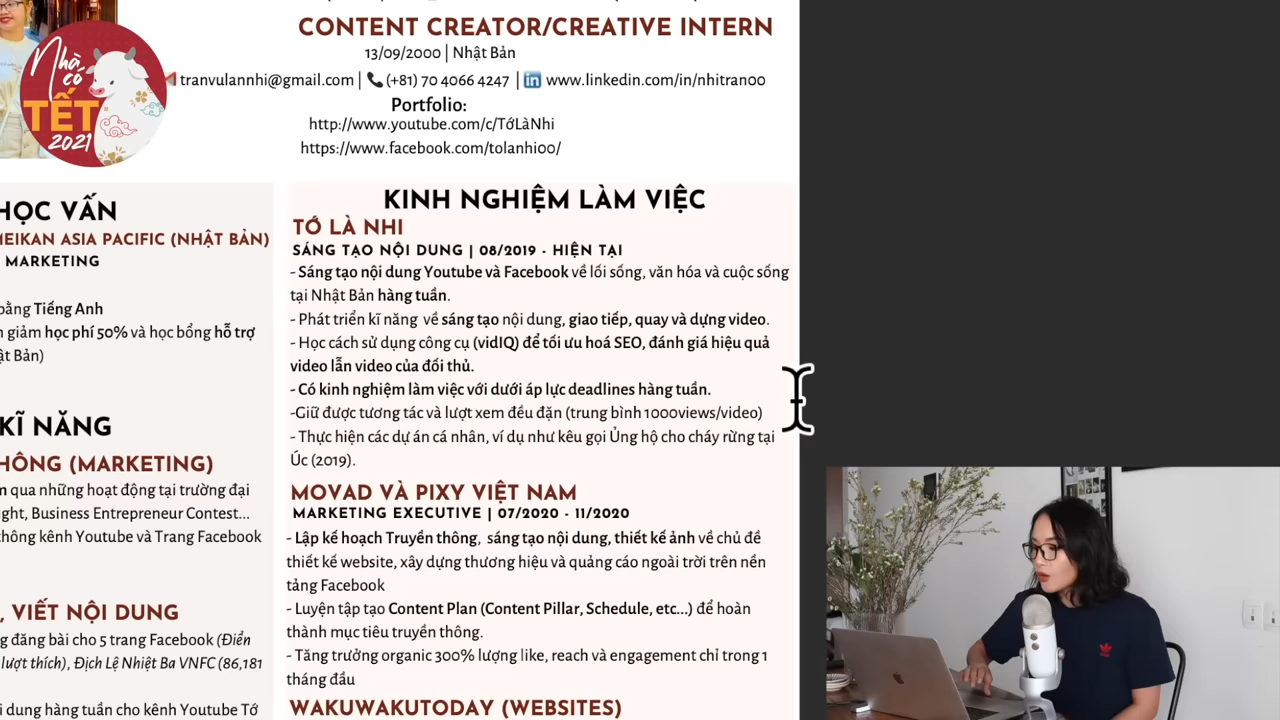 CONTENT CREATOR/CREATIVE INTERN
13/09/2000 | Nhật Bản
tranvulannhi@gmail.com | (+81) 70 4066 4247 | www.linkedin.com/in/nhitran00
Portfolio:
http://www.youtube.com/c/TớLàNhi
https://www.facebook.com/tolanhi00/
Nhà
có
TẾT
2021
HỌC VẤN
MEIKAN ASIA PACIFIC (NHẬT BẢN)
MARKETING
bằng Tiếng Anh
giảm học phí 50% và học bổng hỗ trợ
Bản)
KĨ NĂNG
(MARKETING)
qua những hoạt động tại trường đại
Business Entrepreneur Contest...
thông kênh Youtube và Trang Facebook
, VIẾT NỘI DUNG
đăng bài cho 5 trang Facebook (Điển
lượt thích), Địch Lệ Nhiệt Ba VNFC (86,181
dung hàng tuần cho kênh Youtube Tớ
KINH NGHIỆM LÀM VIỆC
TỚ LÀ NHI
SÁNG TẠO NỘI DUNG | 08/2019 - HIỆN TẠI
- Sáng tạo nội dung Youtube và Facebook về lối sống, văn hóa và cuộc sống
tại Nhật Bản hàng tuần.
- Phát triển kĩ năng về sáng tạo nội dung, giao tiếp, quay và dựng video.
- Học cách sử dụng công cụ (vidIQ) để tối ưu hoá SEO, đánh giá hiệu quả
video lẫn video của đối thủ.
- Có kinh nghiệm làm việc với dưới áp lực deadlines hàng tuần.
-Giữ được tương tác và lượt xem đều đặn (trung bình 1000views/video)
- Thực hiện các dự án cá nhân, ví dụ như kêu gọi Ủng hộ cho cháy rừng tại
Úc (2019).
MOVAD VÀ PIXY VIỆT NAM
MARKETING EXECUTIVE | 07/2020 - 11/2020
- Lập kế hoạch Truyền thông, sáng tạo nội dung, thiết kế ảnh về chủ đề
thiết kế website, xây dựng thương hiệu và quảng cáo ngoài trời trên nền
tảng Facebook
- Luyện tập tạo Content Plan (Content Pillar, Schedule, etc...) để hoàn
thành mục tiêu truyền thông.
- Tăng trưởng organic 300% lượng like, reach và engagement chỉ trong 1
tháng đầu
WAKUWAKUTODAY (WEBSITES)